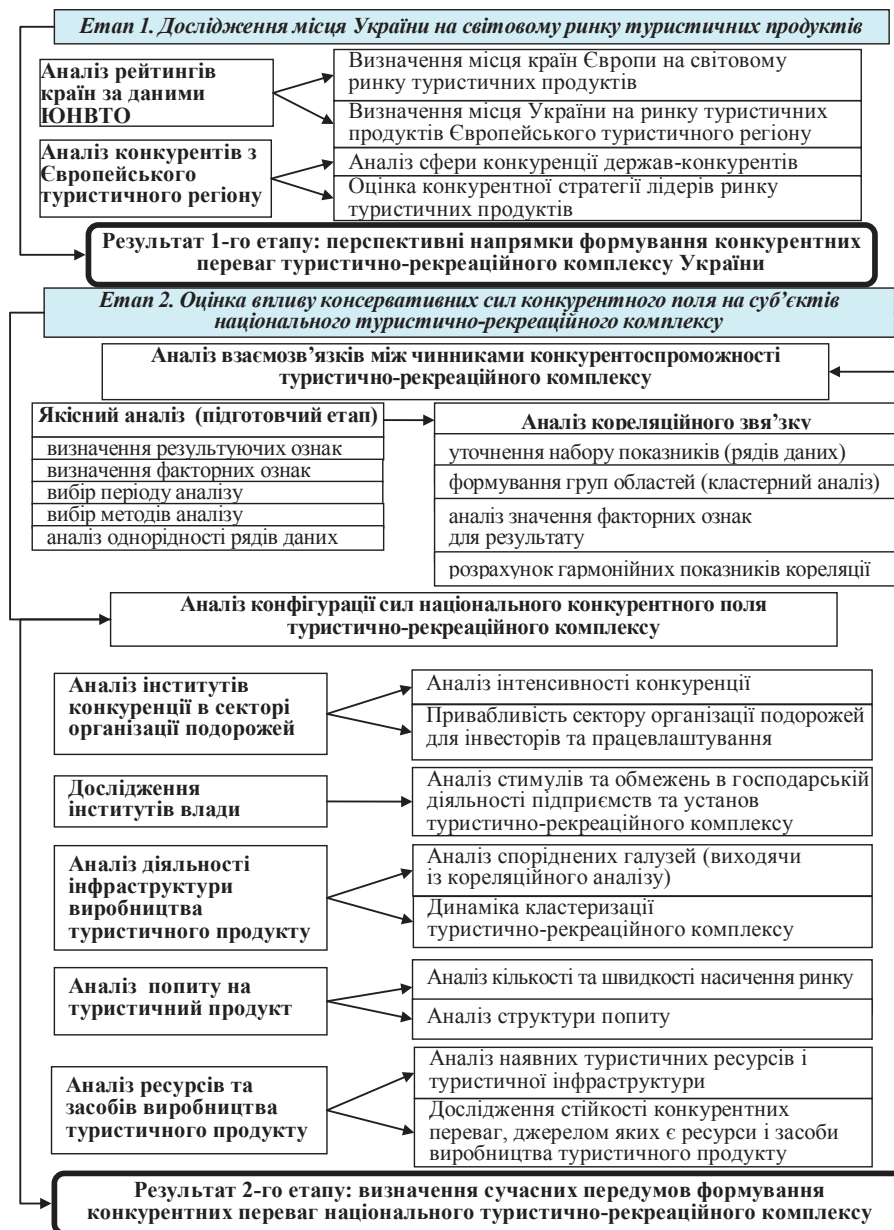 Етап 1. Дослідження місця України на світовому ринку туристичних продуктів
Аналіз рейтингів
країн за даними
ЮНВТО
Визначення місця країн Європи на світовому
ринку туристичних продуктів
Визначення місця України на ринку туристичних
продуктів Європейського туристичного регіону
Аналіз конкурентів з
Європейського
туристичного регіону
Аналіз сфери конкуренції держав-конкурентів
Оцінка конкурентної стратегії лідерів ринку
туристичних продуктів
Результат 1-го етапу: перспективні напрямки формування конкурентних
переваг туристично-рекреаційного комплексу України
Етап 2. Оцінка впливу консервативних сил конкурентного поля на суб’єктів
національного туристично-рекреаційного комплексу
Аналіз взаємозв’язків між чинниками конкурентоспроможності
туристично-рекреаційного комплексу
Якісний аналіз (підготовчий етап)
визначення результуючих ознак
визначення факторних ознак
вибір періоду аналізу
вибір методів аналізу
аналіз однорідності рядів даних
Аналіз кореляційного звя’зку
уточнення набору показників (рядів даних)
формування груп областей (кластерний аналіз)
аналіз значення факторних ознак
для результату
розрахунок гармонійних показників кореляції
Аналіз конфігурації сил національного конкурентного поля
туристично-рекреаційного комплексу
Аналіз інститутів
конкуренції в секторі
організації подорожей
Аналіз інтенсивності конкуренції
Привабливість сектору організації подорожей
для інвесторів та працевлаштування
Дослідження
інститутів влади
Аналіз стимулів та обмежень в господарській
діяльності підприємств та установ
туристично-рекреаційного комплексу
Аналіз діяльності
інфраструктури
виробництва
туристичного продукту
Аналіз споріднених галузей (виходячи
із кореляційного аналізу)
Динаміка кластеризації
туристично-рекреаційного комплексу
Аналіз попиту на
туристичний продукт
Аналіз кількості та швидкості насичення ринку
Аналіз структури попиту
Аналіз ресурсів та
засобів виробництва
туристичного продукту
Аналіз наявних туристичних ресурсів і
туристичної інфраструктури
Дослідження стійкості конкурентних
переваг, джерелом яких є ресурси і засоби
виробництва туристичного продукту
Результат 2-го етапу: визначення сучасних передумов формування
конкурентних переваг національного туристично-рекреаційного комплексу